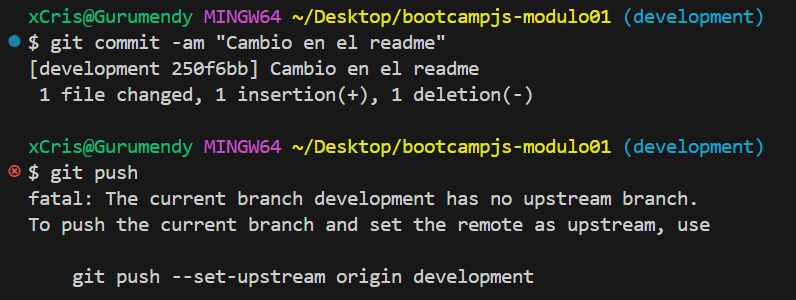 xCris@Gurumendy MINGW64 ~/Desktop/bootcampjs-modulo01 (development)
$ git commit -am "Cambio en el readme"
[development 250f6bb] Cambio en el readme
 1 file changed, 1 insertion(+), 1 deletion(-)

xCris@Gurumendy MINGW64 ~/Desktop/bootcampjs-modulo01 (development)
$ git push
fatal: The current branch development has no upstream branch.
To push the current branch and set the remote as upstream, use

    git push --set-upstream origin development